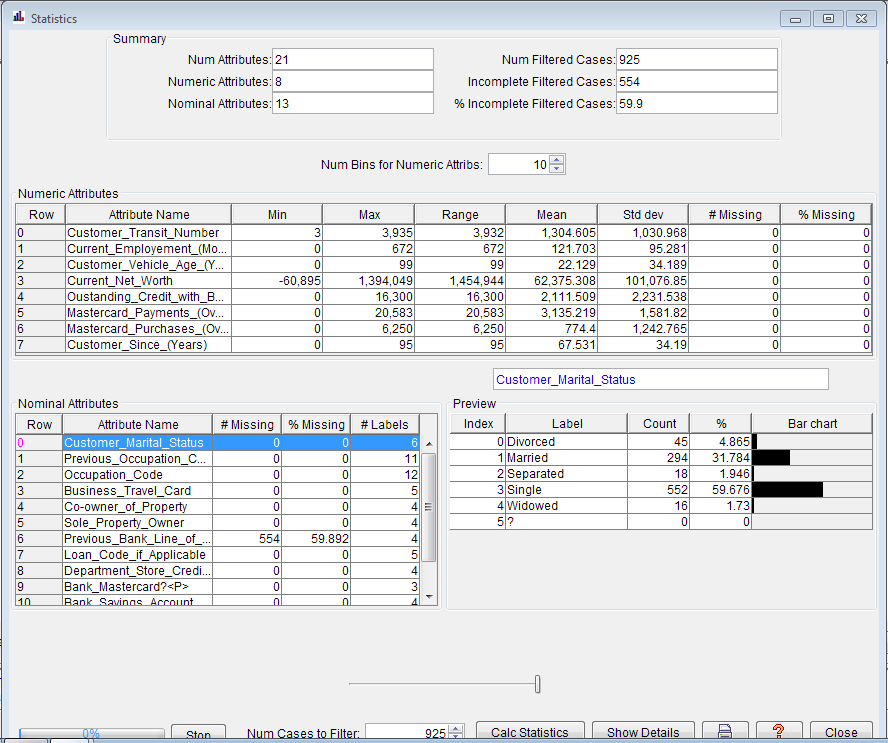 Statistics
Summary
Num Attributes: 21 Num Filtered Cases: 925
Numeric Attributes: 8 Incomplete Filtered Cases: 554
Nominal Attributes: 13 % Incomplete Filtered Cases: 59.9
Num Bins for Numeric Attribs: 10
Numeric Attributes
Row Attribute Name Min Max Range Mean Std dev # Missing % Missing
0 Customer_Transit_Number 3 3,935 3,932 1,304.605 1,030.968 0 0
1 Current_Employement_(Mo... 0 672 672 121.703 95.281 0 0
2 Customer_Vehicle_Age_(Y... 0 99 99 22.129 34.189 0 0
3 Current_Net_Worth -60,895 1,394,049 1,454,944 62,375.308 101,076.85 0 0
4 Oustanding_Credit_with_B... 0 16,300 16,300 2,111.509 2,231.538 0 0
5 Mastercard_Payments_(Ov... 0 20,583 20,583 3,135.219 1,581.82 0 0
6 Mastercard_Purchases_(Ov... 0 6,250 6,250 774.4 1,242.765 0 0
7 Customer_Since_(Years) 0 95 95 67.531 34.19 0 0
Customer_Marital_Status
Nominal Attributes
Row Attribute Name # Missing % Missing # Labels
0 Customer_Marital_Status 0 0 6
1 Previous_Occupation_C... 0 0 11
2 Occupation_Code 0 0 12
3 Business_Travel_Card 0 0 5
4 Co-owner_of_Property 0 0 4
5 Sole_Property_Owner 0 0 4
6 Previous_Bank_Line_of_... 554 59.892 4
7 Loan_Code_if_Applicable 0 0 5
8 Department_Store_Credi... 0 0 4
9 Bank_Mastercard?<P> 0 0 3
10 Bank_Savings_Account 0 0 4
Preview
Index Label Count % Bar chart
0 Divorced 45 4.865
1 Married 294 31.784
2 Separated 18 1.946
3 Single 552 59.676
4 Widowed 16 1.73
5 ? 0 0
0% Stop Num Cases to Filter: 925 Calc Statistics Show Details ? Close